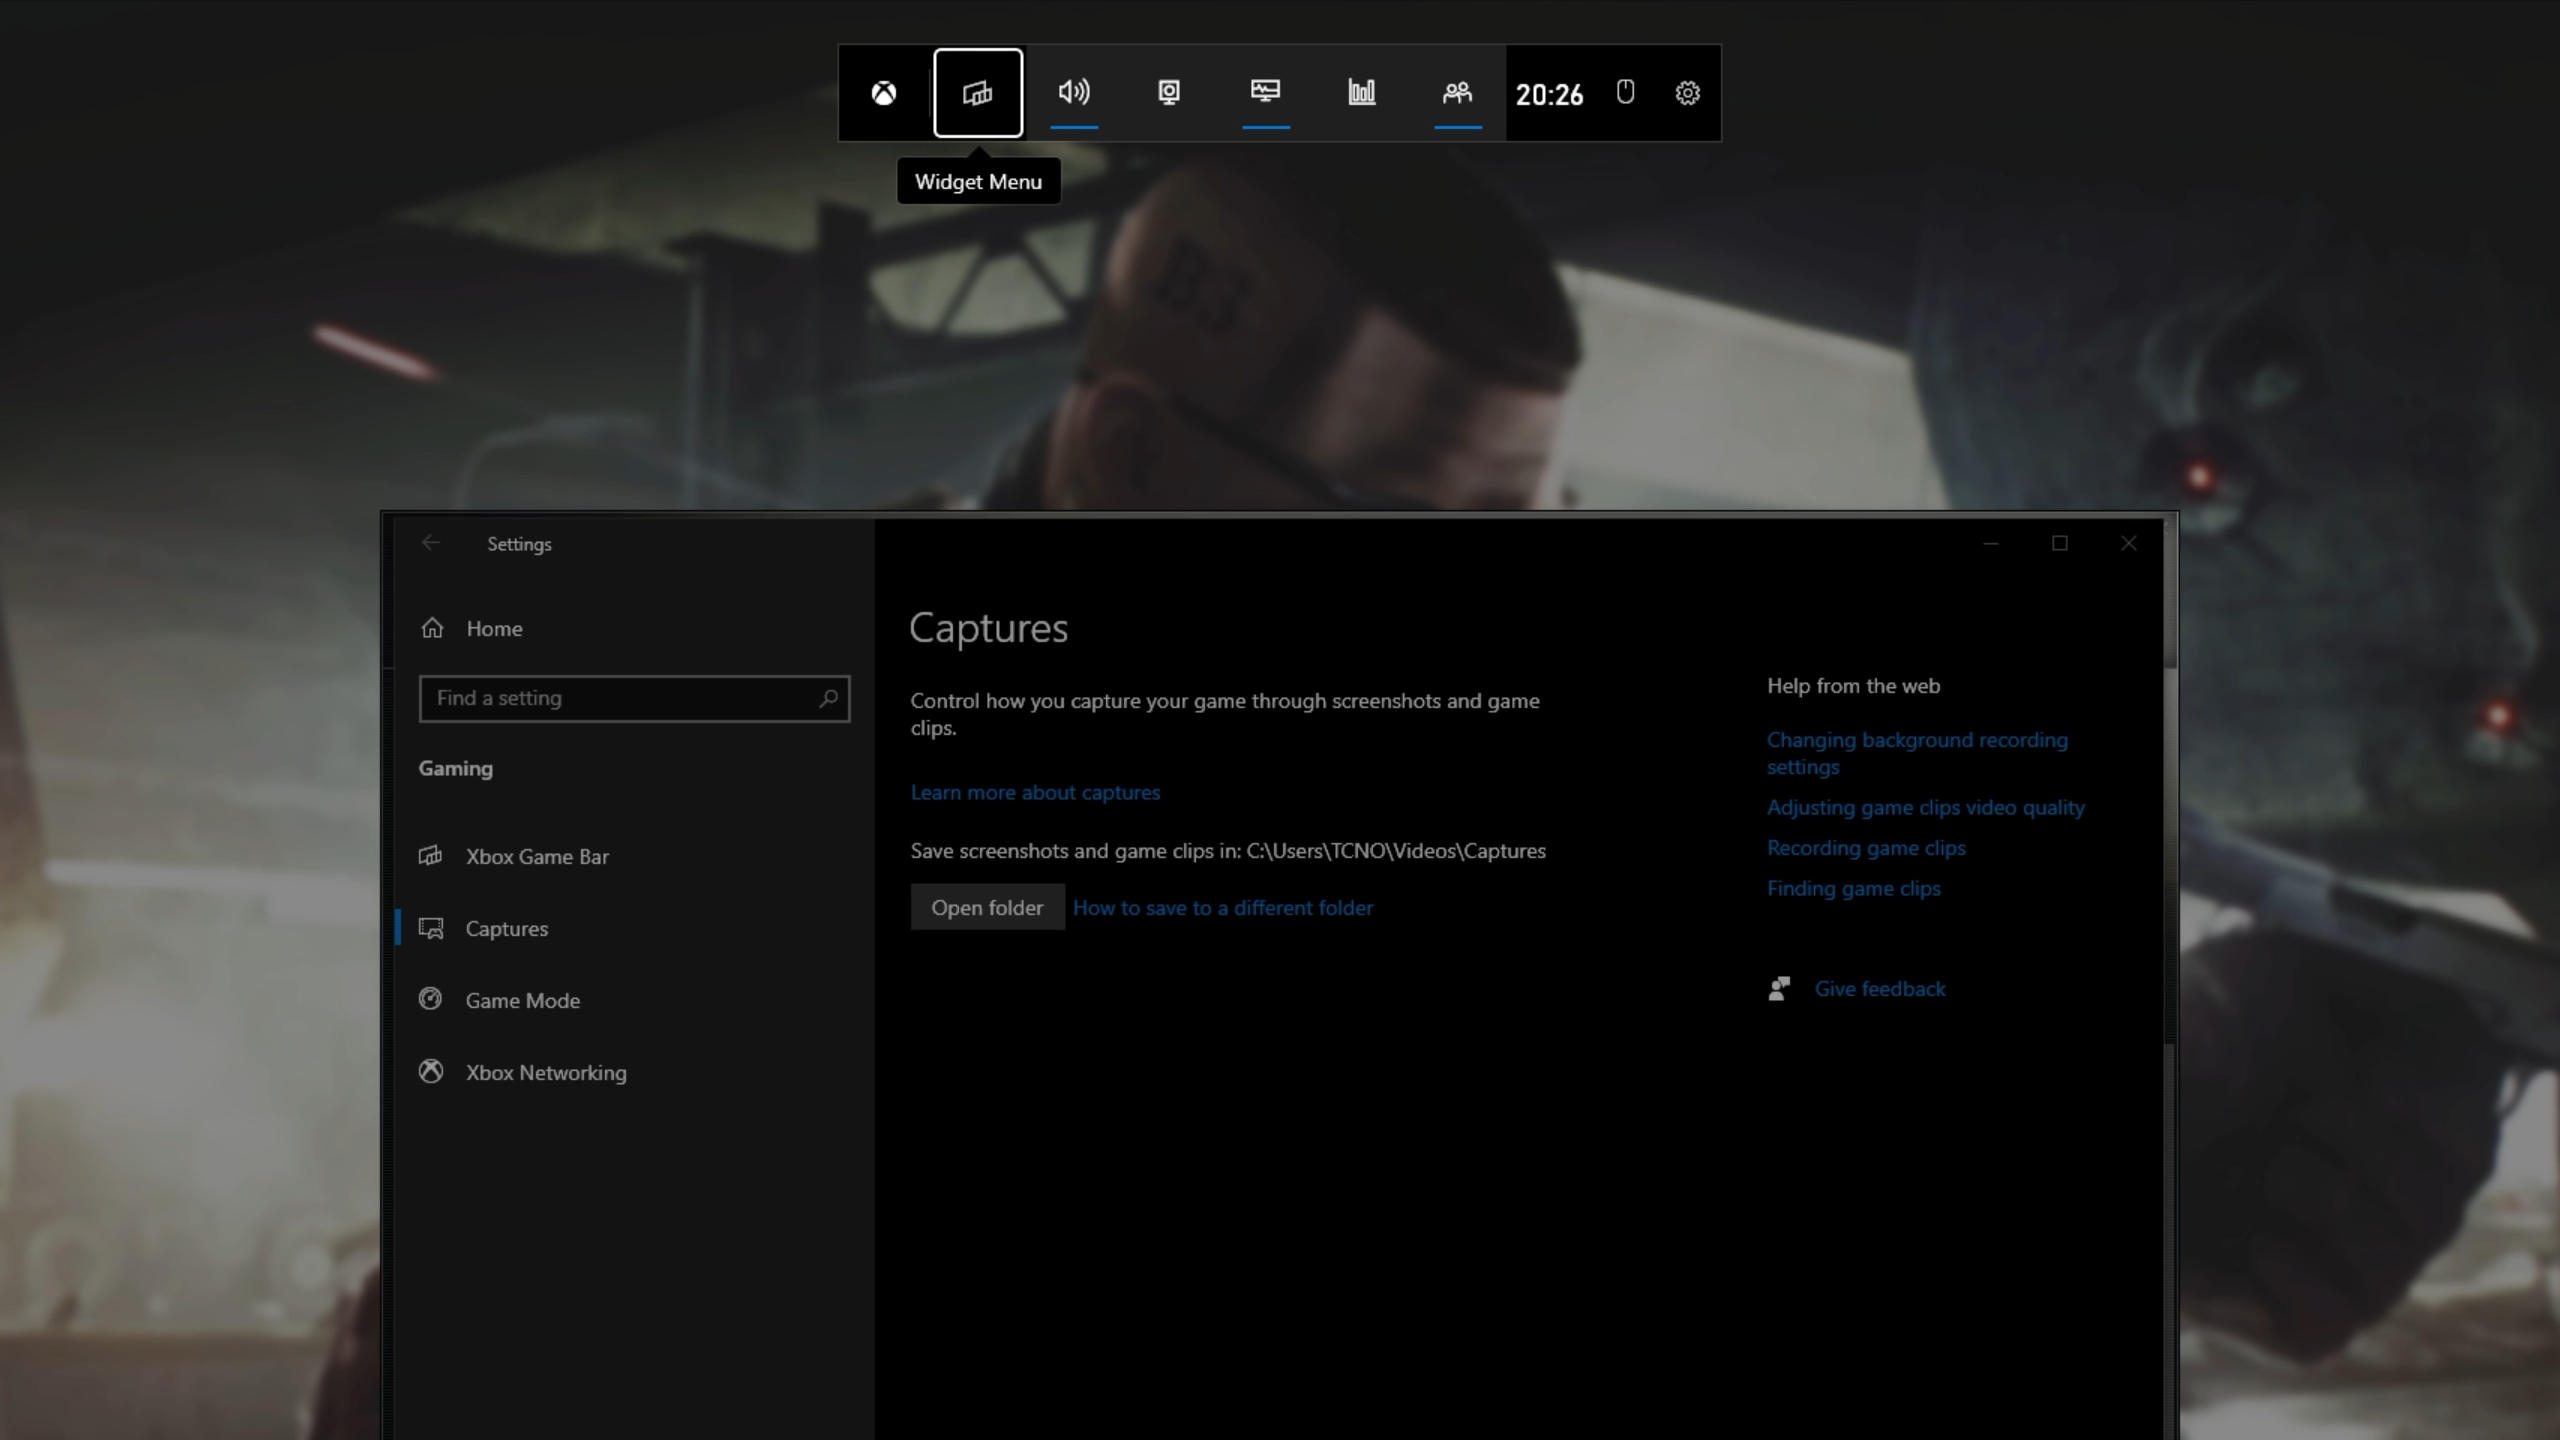 20:26
Widget Menu
B3
Settings
Home
Find a setting
Gaming
Xbox Game Bar
Captures
Game Mode
Xbox Networking
Captures
Control how you capture your game through screenshots and game
clips.
Learn more about captures
Save screenshots and game clips in: C:\Users\TCNO\Videos\Captures
Open folder
How to save to a different folder
Help from the web
Changing background recording
settings
Adjusting game clips video quality
Recording game clips
Finding game clips
Give feedback